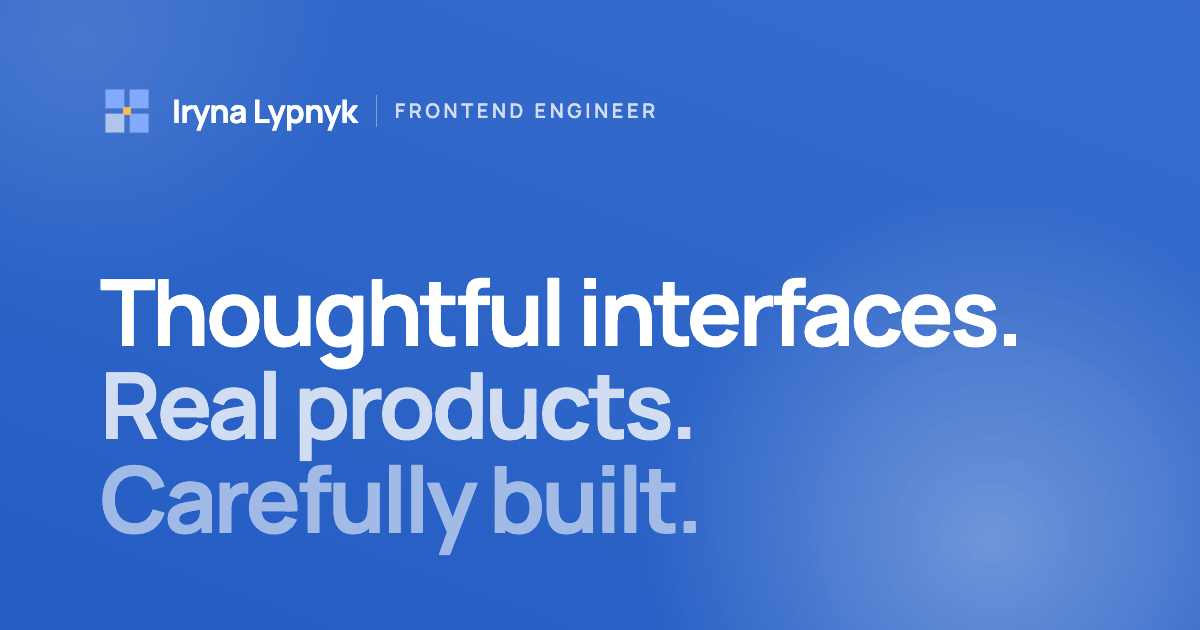 Iryna Lypnyk | FRONTEND ENGINEER
Thoughtful interfaces.
Real products.
Carefully built.